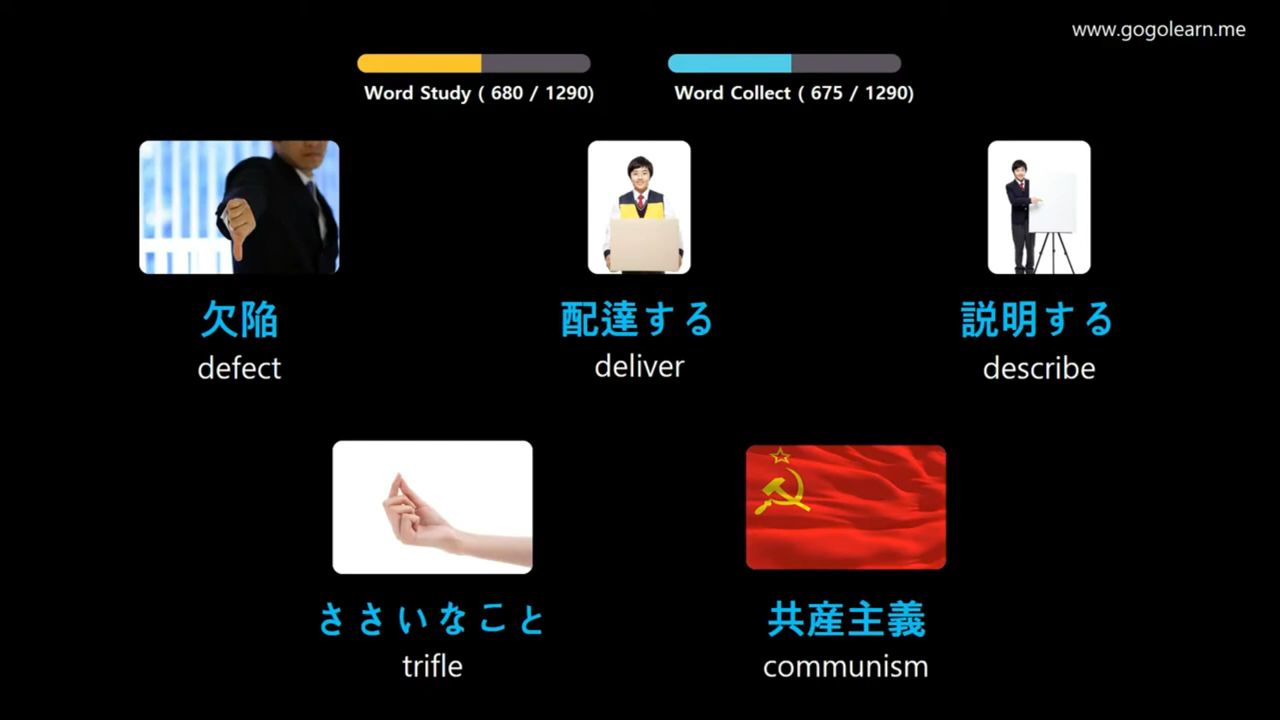 www.gogolearn.me
Word Study ( 680 / 1290)
Word Collect ( 675 / 1290)
欠陥
defect
配達する
deliver
説明する
describe
ささいなこと
trifle
共産主義
communism